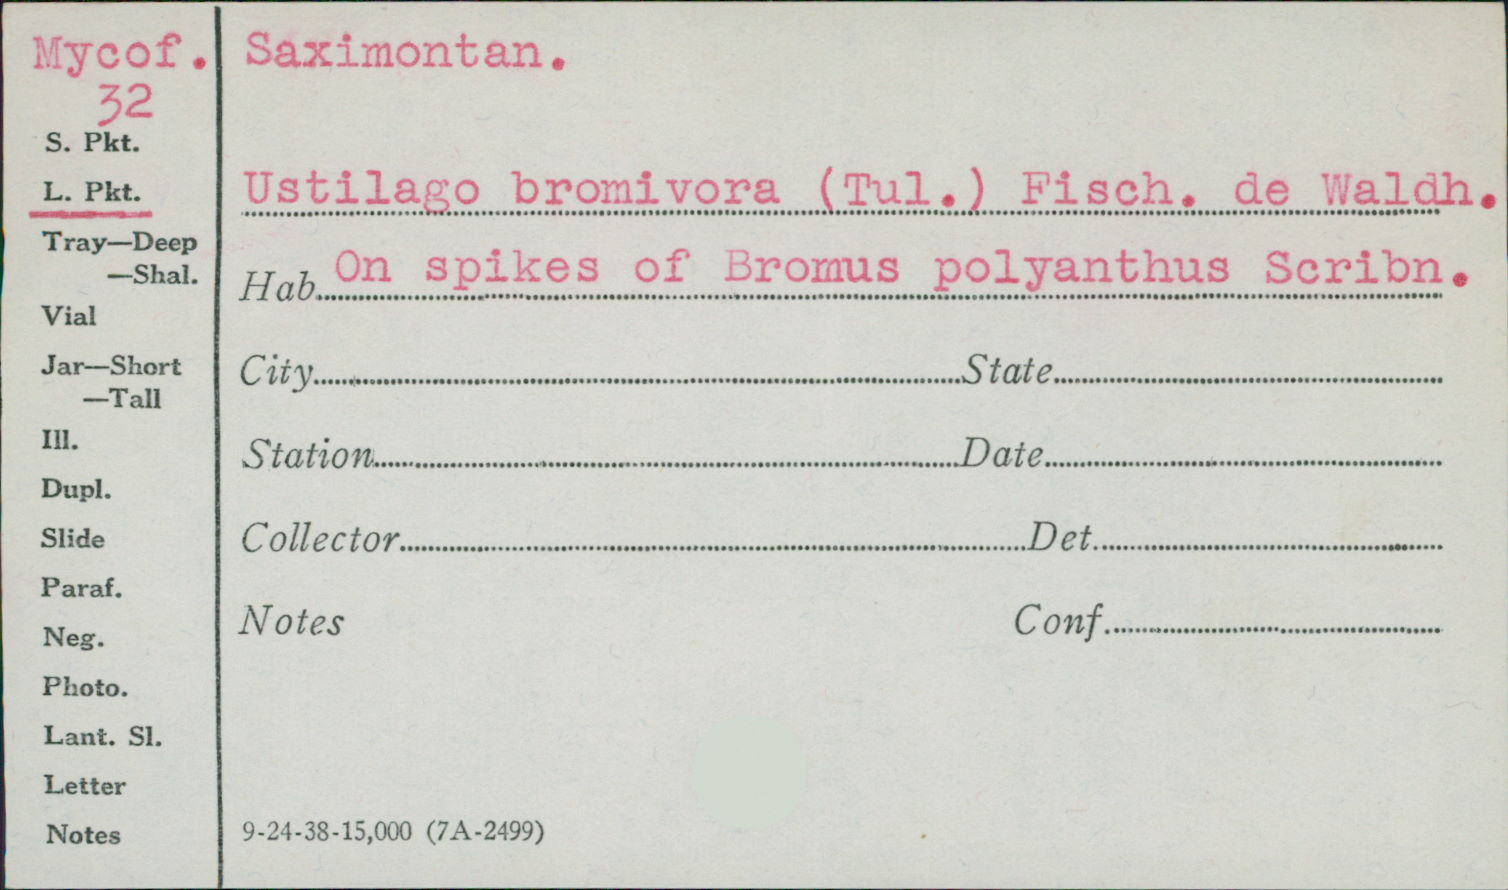 Mycof. Saximontan.
32
S. Pkt.
L. Pkt.
Ustilago bromivora (Tul.) Fisch. de Waldh.
Tray—Deep
—Shal.
Hab. On spikes of Bromus polyanthus Scribn.
Vial
Jar—Short
—Tall
City State
Ill.
Station Date
Dupl.
Slide
Collector Det.
Paraf.
Neg.
Notes Conf.
Photo.
Lant. Sl.
Letter
Notes
9-24-38-15,000 (7A-2499)